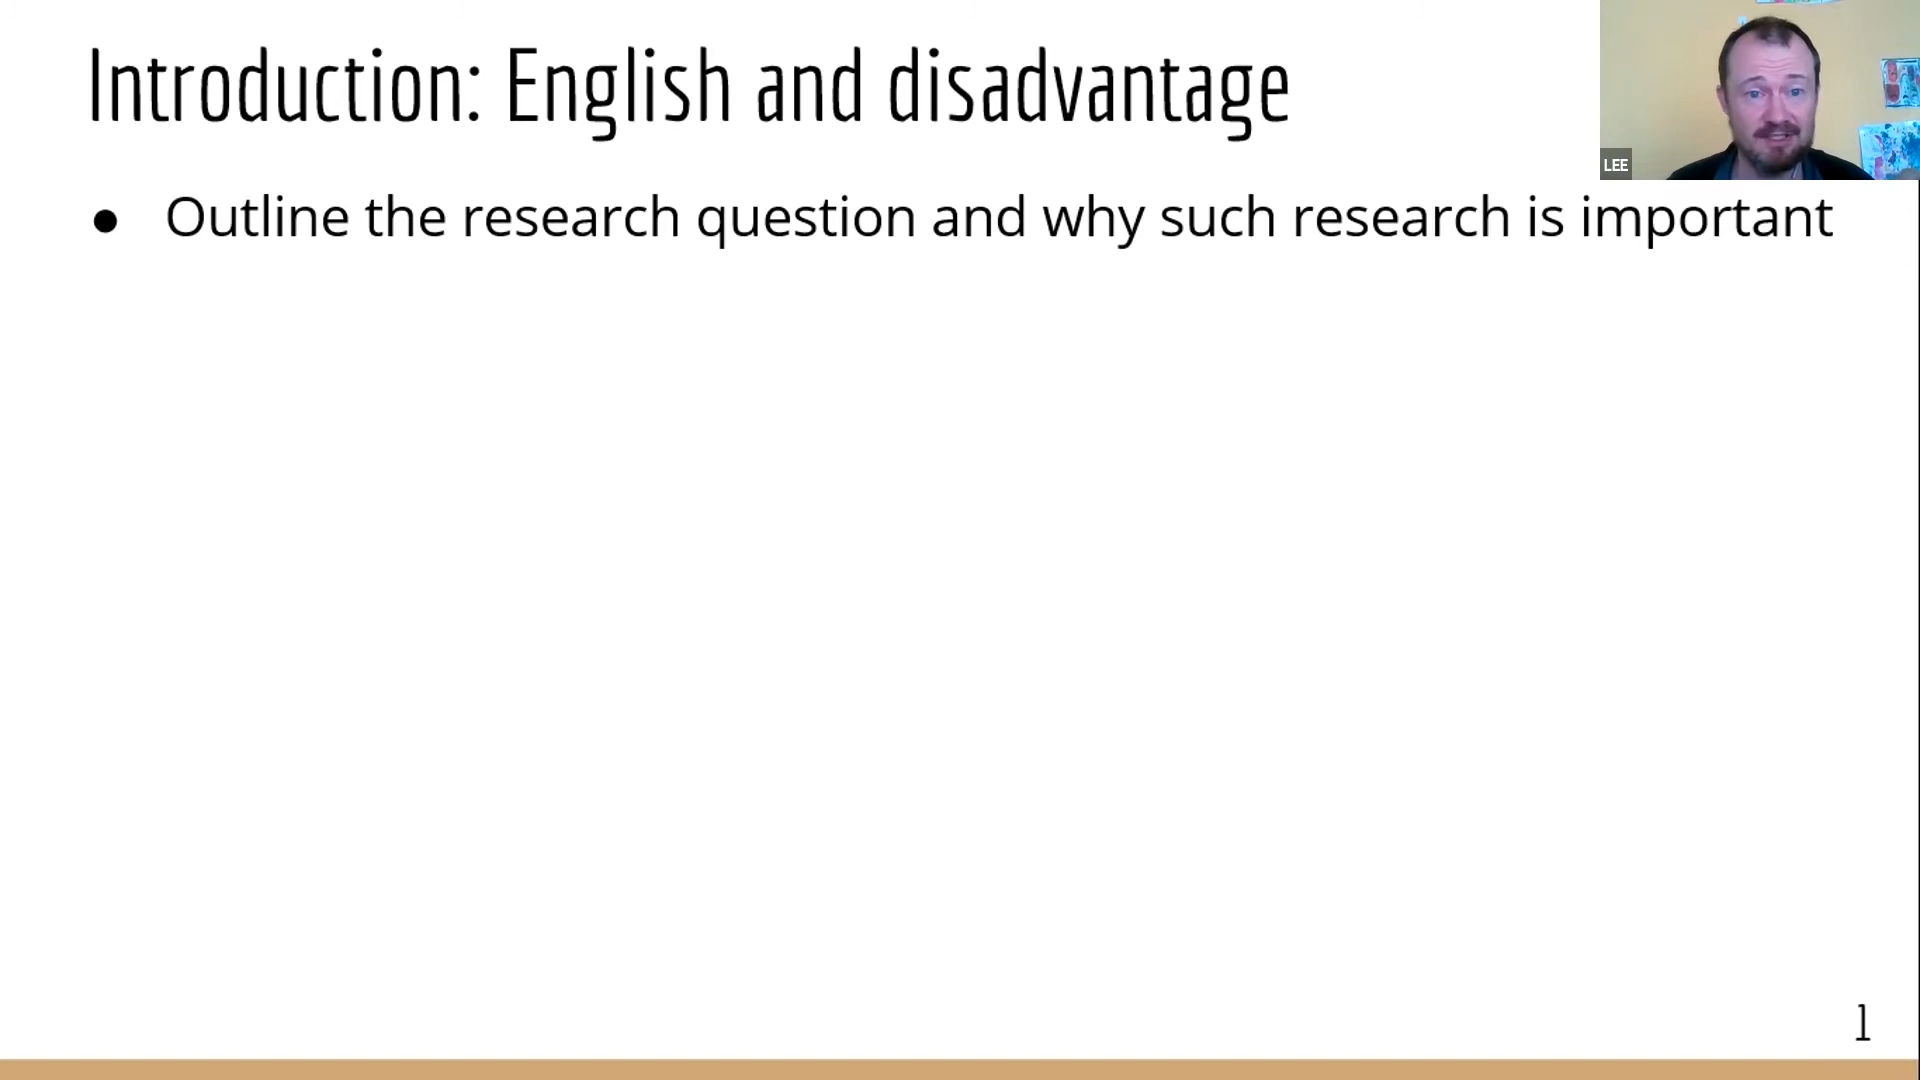 Introduction: English and disadvantage
LEE
● Outline the research question and why such research is important
1